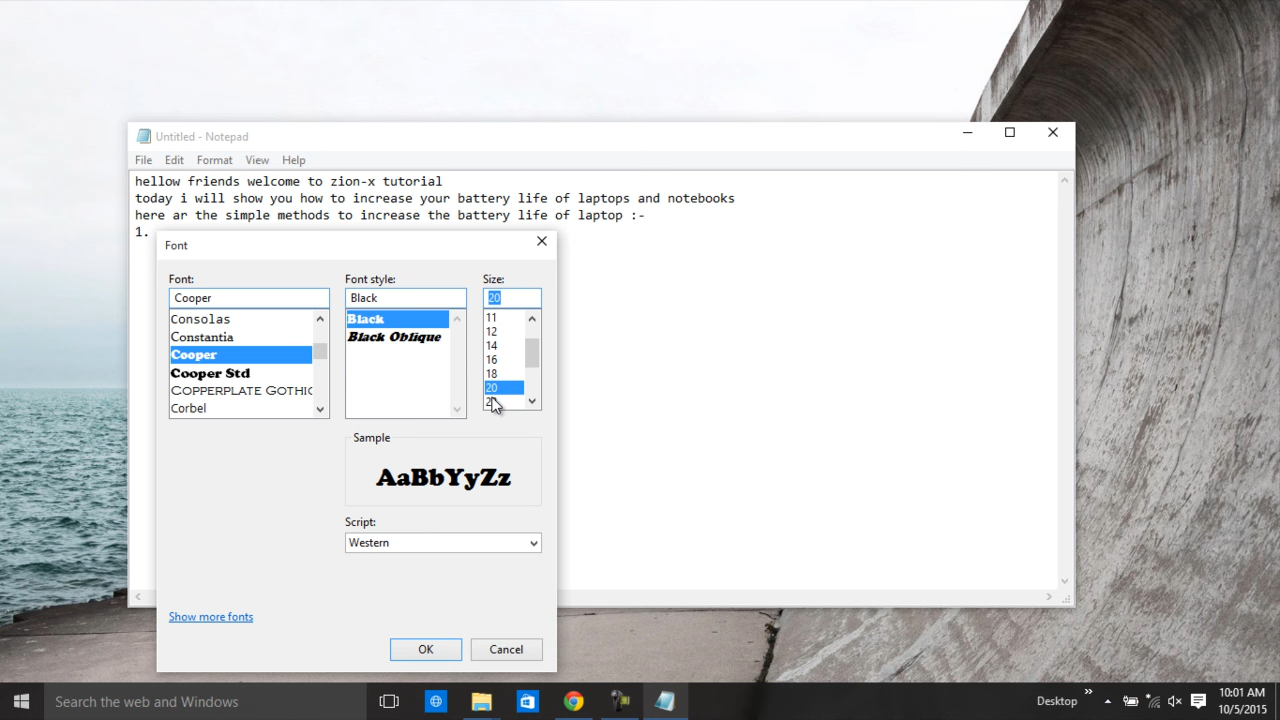 Untitled - Notepad
File Edit Format View Help
hellow friends welcome to zion-x tutorial
today i will show you how to increase your battery life of laptops and notebooks
here ar the simple methods to increase the battery life of laptop :-
1.
Font
Font: Font style: Size:
Cooper Black 20
Consolas
Constantia
Cooper
Cooper Std
COPPERPLATE GOTHIC
Corbel
Black
Black Oblique
11
12
14
16
18
20
Sample
AaBbYyZz
Script:
Western
Show more fonts
OK Cancel
Search the web and Windows
Desktop
10:01 AM
10/5/2015